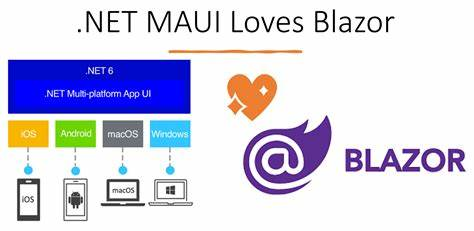 .NET MAUI Loves Blazor
.NET 6
.NET Multi-platform App UI
iOS Android macOS Windows
iOS macOS
@ BLAZOR